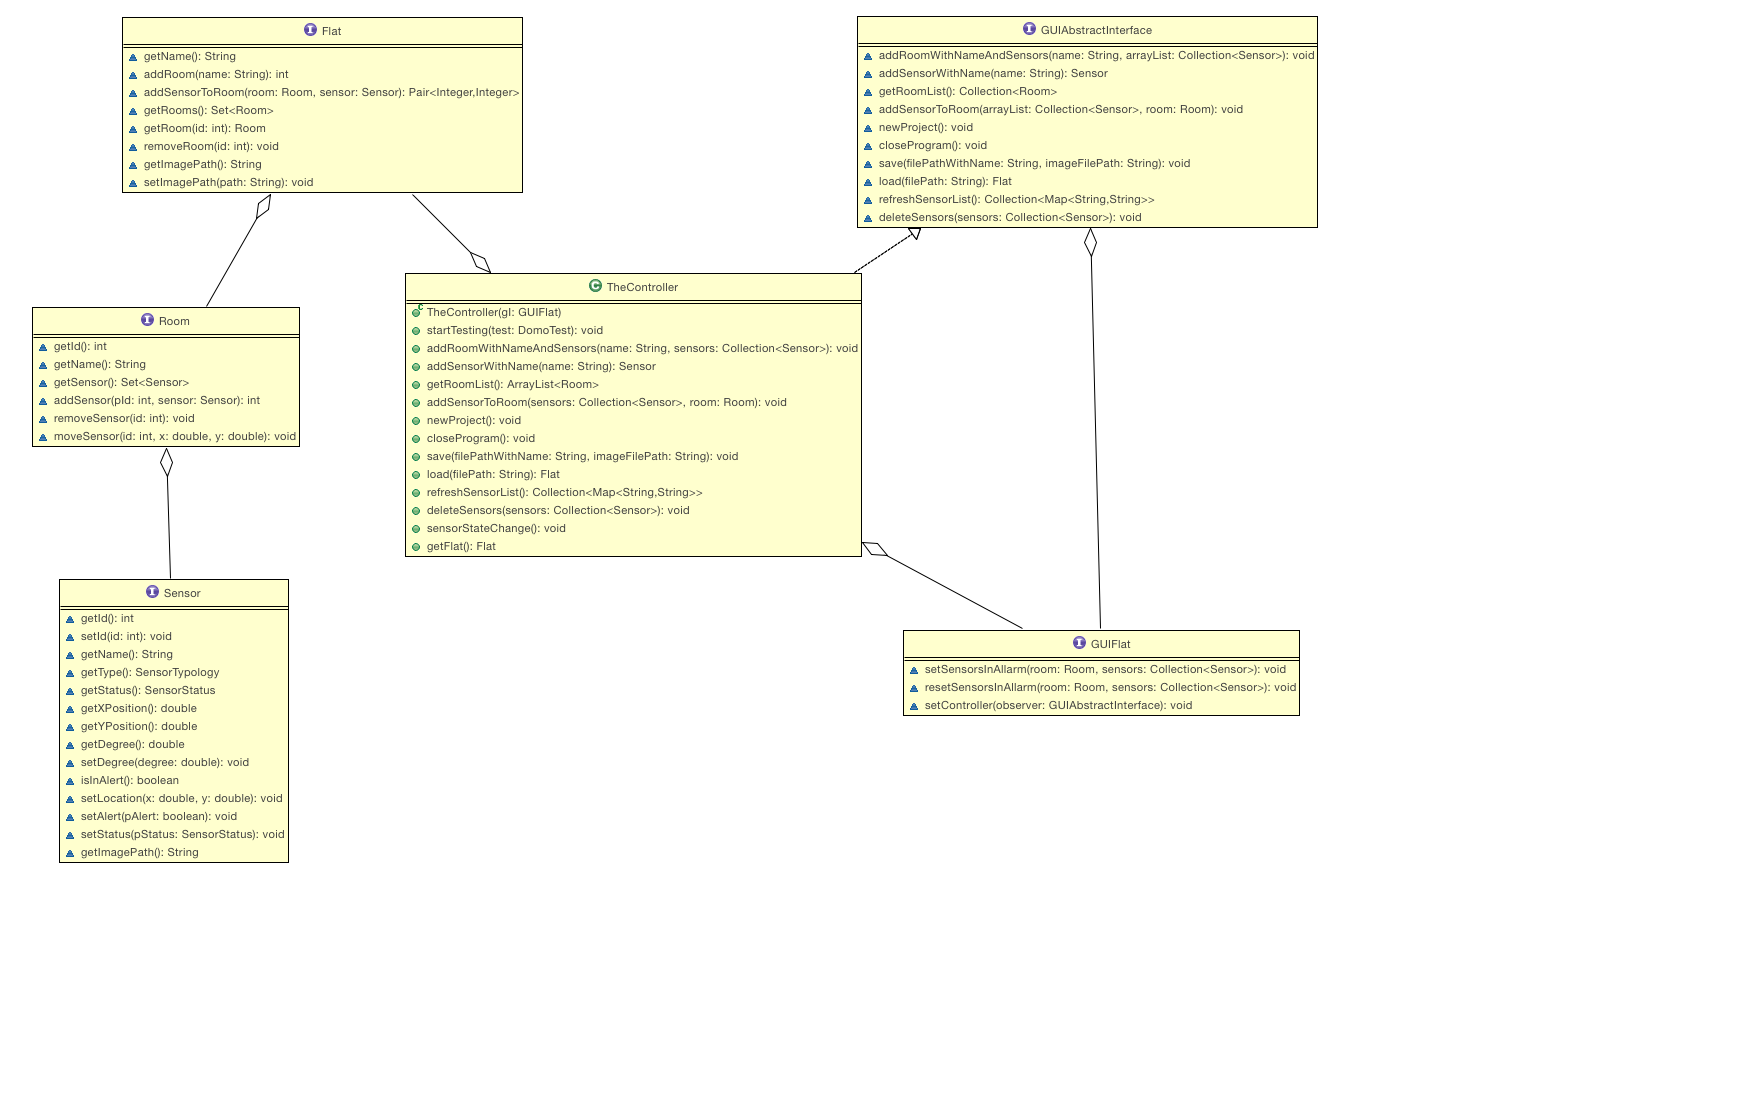 Flat
getName(): String
addRoom(name: String): int
addSensorToRoom(room: Room, sensor: Sensor): Pair<Integer,Integer>
getRooms(): Set<Room>
getRoom(id: int): Room
removeRoom(id: int): void
getImagePath(): String
setImagePath(path: String): void
GUIAbstractInterface
addRoomWithNameAndSensors(name: String, arrayList: Collection<Sensor>): void
addSensorWithName(name: String): Sensor
getRoomList(): Collection<Room>
addSensorToRoom(arrayList: Collection<Sensor>, room: Room): void
newProject(): void
closeProgram(): void
save(filePathWithName: String, imageFilePath: String): void
load(filePath: String): Flat
refreshSensorList(): Collection<Map<String,String>>
deleteSensors(sensors: Collection<Sensor>): void
TheController
TheController(gI: GUIFlat)
startTesting(test: DomoTest): void
addRoomWithNameAndSensors(name: String, sensors: Collection<Sensor>): void
addSensorWithName(name: String): Sensor
getRoomList(): ArrayList<Room>
addSensorToRoom(sensors: Collection<Sensor>, room: Room): void
newProject(): void
closeProgram(): void
save(filePathWithName: String, imageFilePath: String): void
load(filePath: String): Flat
refreshSensorList(): Collection<Map<String,String>>
deleteSensors(sensors: Collection<Sensor>): void
sensorStateChange(): void
getFlat(): Flat
Room
getId(): int
getName(): String
getSensor(): Set<Sensor>
addSensor(pId: int, sensor: Sensor): int
removeSensor(id: int): void
moveSensor(id: int, x: double, y: double): void
Sensor
getId(): int
setId(id: int): void
getName(): String
getType(): SensorTypology
getStatus(): SensorStatus
getXPosition(): double
getYPosition(): double
getDegree(): double
setDegree(degree: double): void
isInAlert(): boolean
setLocation(x: double, y: double): void
setAlert(pAlert: boolean): void
setStatus(pStatus: SensorStatus): void
getImagePath(): String
GUIFlat
setSensorsInAllarm(room: Room, sensors: Collection<Sensor>): void
resetSensorsInAllarm(room: Room, sensors: Collection<Sensor>): void
setController(observer: GUIAbstractInterface): void